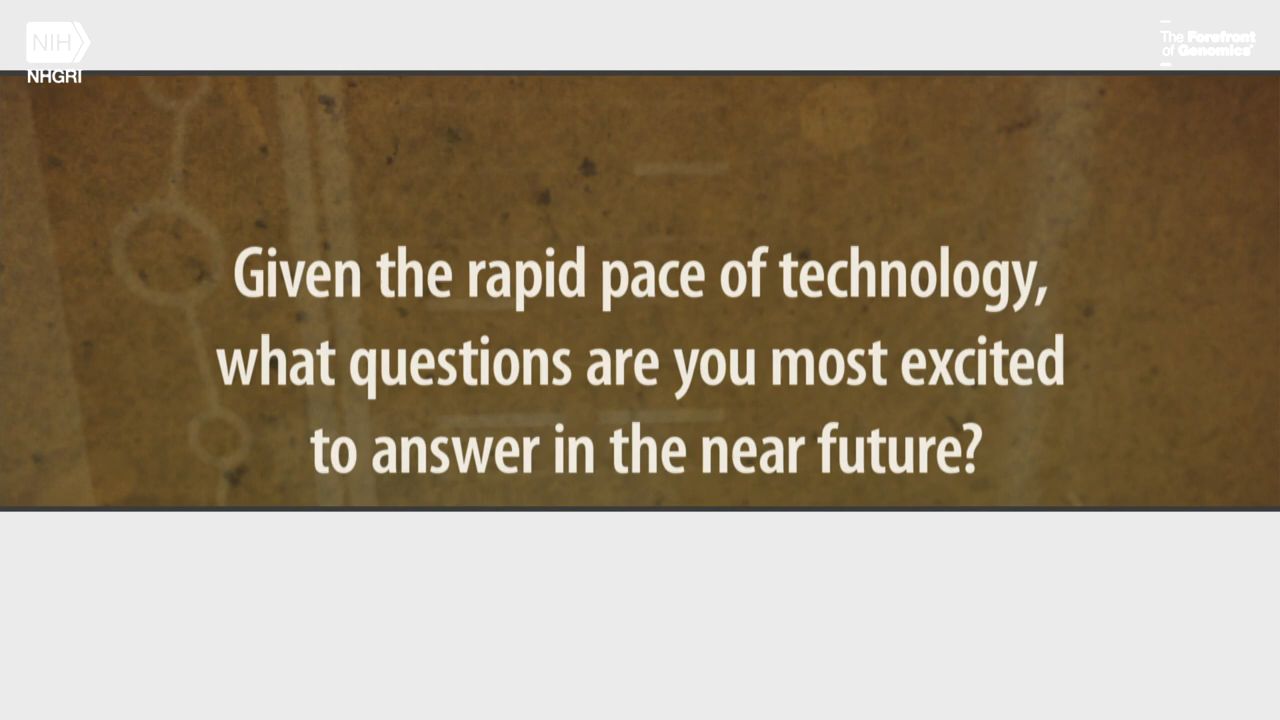 NIH
NHGRI
The Forefront
of Genomics®
Given the rapid pace of technology,
what questions are you most excited
to answer in the near future?